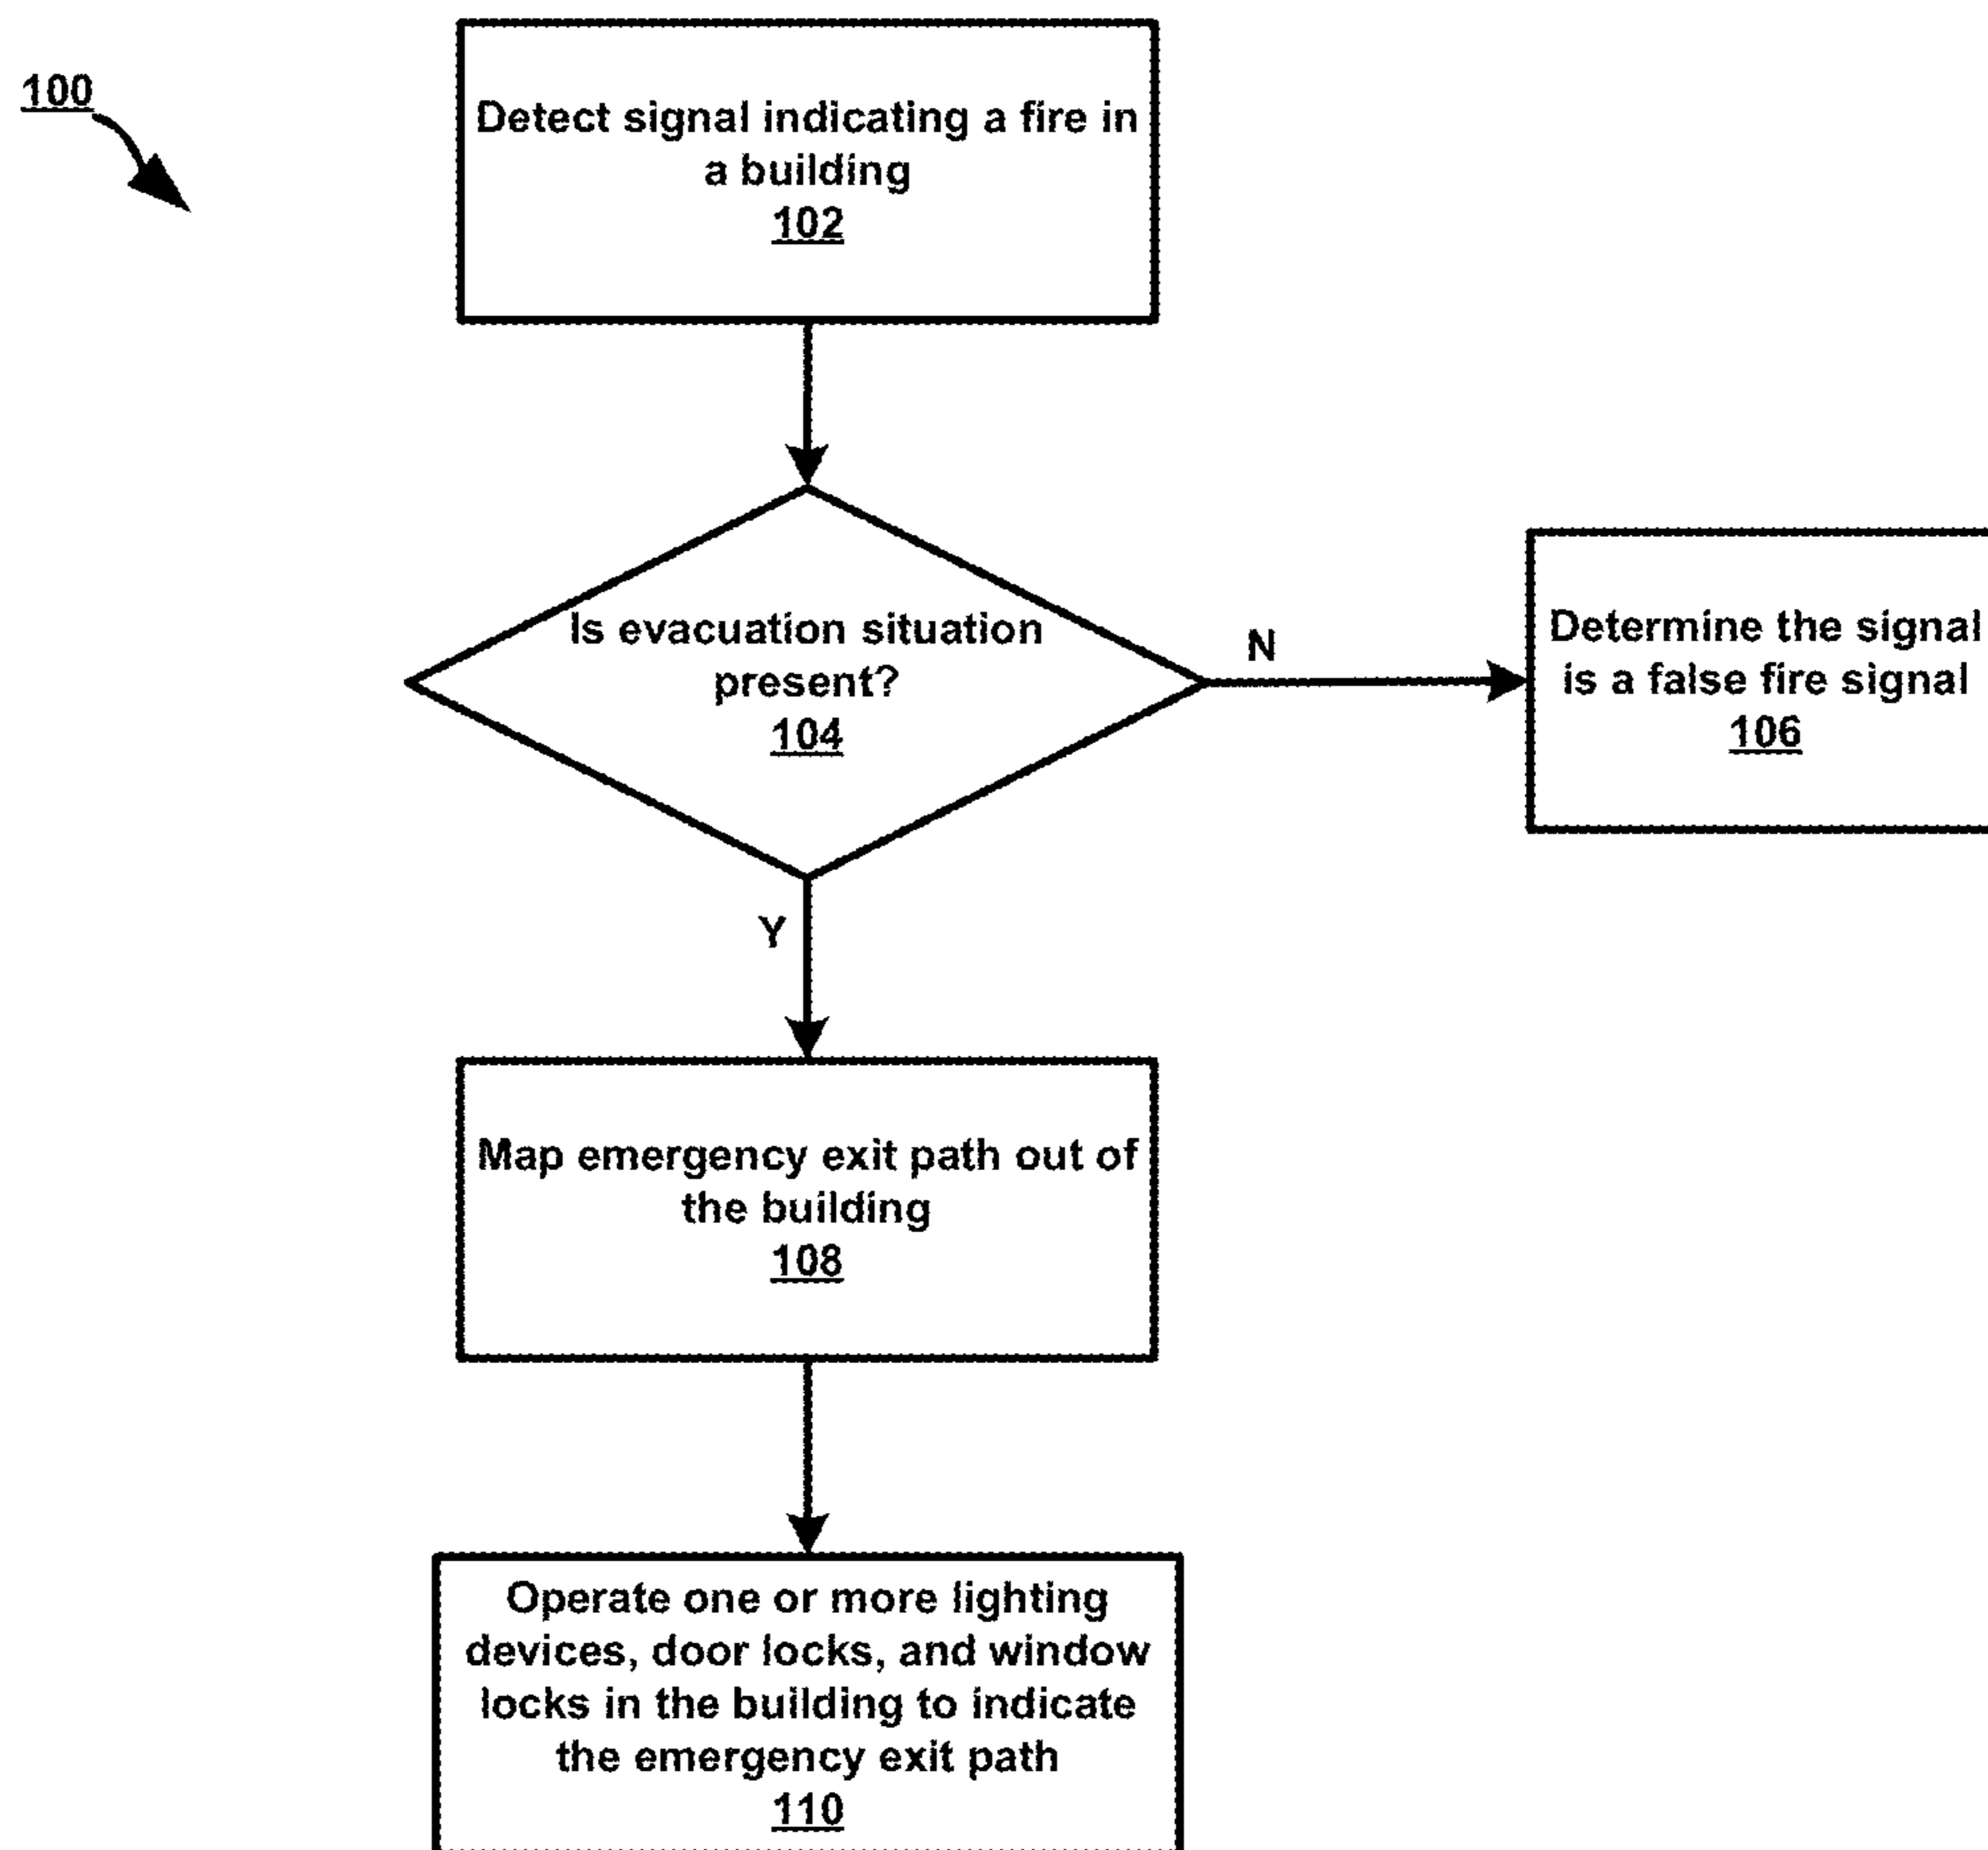 100
Detect signal indicating a fire in
a building
102
Is evacuation situation
present?
104
N
Determine the signal
is a false fire signal
106
Y
Map emergency exit path out of
the building
108
Operate one or more lighting
devices, door locks, and window
locks in the building to indicate
the emergency exit path
110